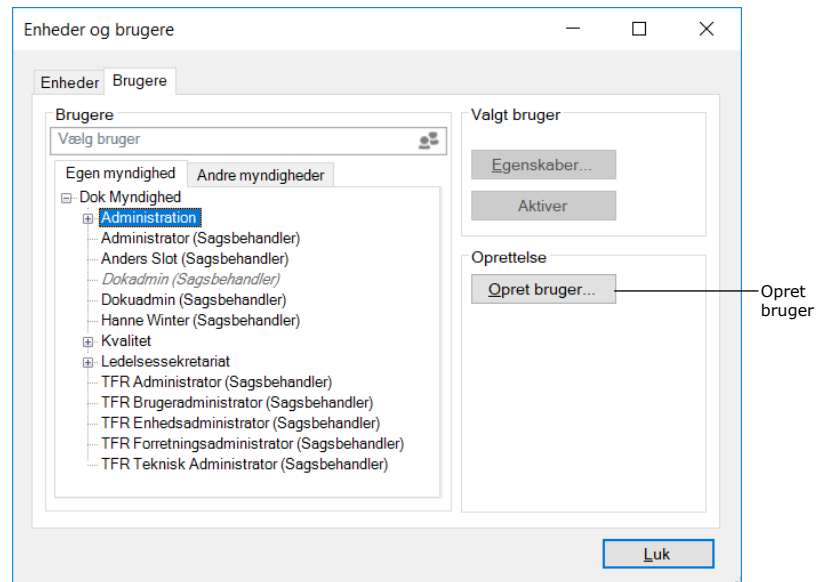 Enheder og brugere
Enheder Brugere
Brugere
Vælg bruger
Egen myndighed Andre myndigheder
Dok Myndighed
Administration
Administrator (Sagsbehandler)
Anders Slot (Sagsbehandler)
Dokadmin (Sagsbehandler)
Dokuadmin (Sagsbehandler)
Hanne Winter (Sagsbehandler)
Kvalitet
Ledelsessekretariat
TFR Administrator (Sagsbehandler)
TFR Brugeradministrator (Sagsbehandler)
TFR Enhedsadministrator (Sagsbehandler)
TFR Forretningsadministrator (Sagsbehandler)
TFR Teknisk Administrator (Sagsbehandler)
Valgt bruger
Egenskaber...
Aktiver
Oprettelse
Opret bruger...
Opret
bruger
Luk